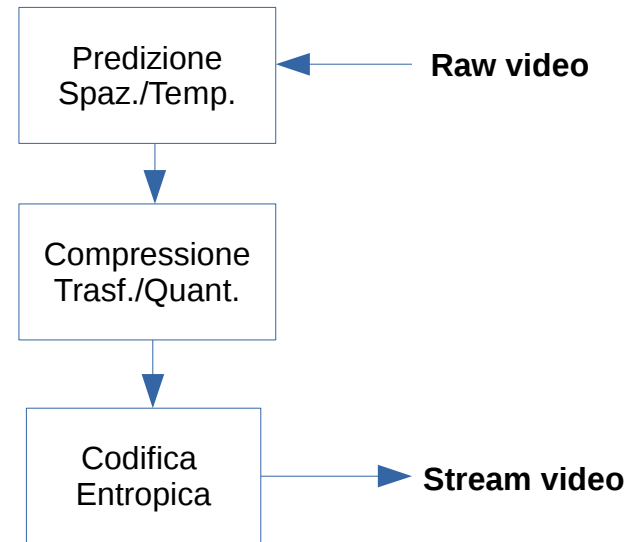 Predizione
Spaz./Temp.
Raw video
Compressione
Trasf./Quant.
Codifica
Entropica
Stream video